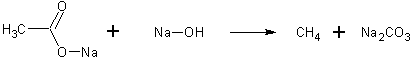 O
H₃C
O—Na + Na—OH → CH₄ + Na₂CO₃